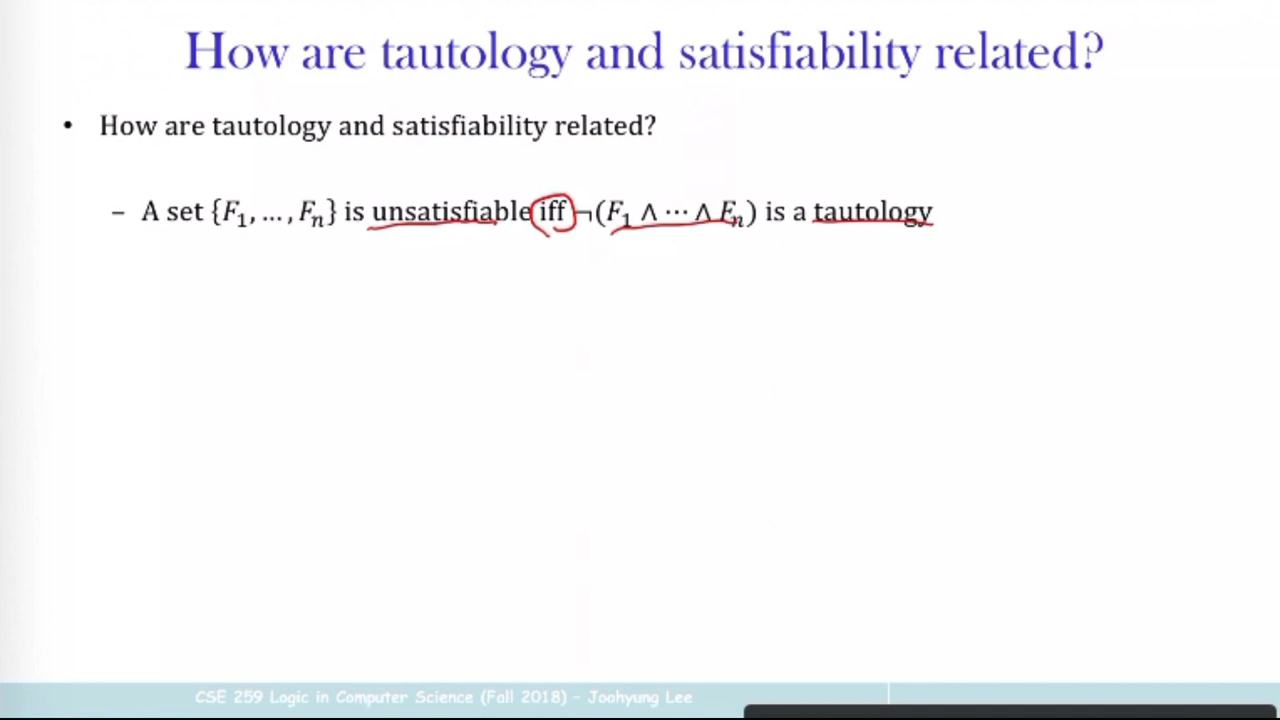 How are tautology and satisfiability related?
• How are tautology and satisfiability related?
– A set {F₁, … , Fₙ} is unsatisfiable iff ¬(F₁ ∧ ⋯ ∧ Fₙ) is a tautology
CSE 259 Logic in Computer Science (Fall 2018) – Joohyung Lee